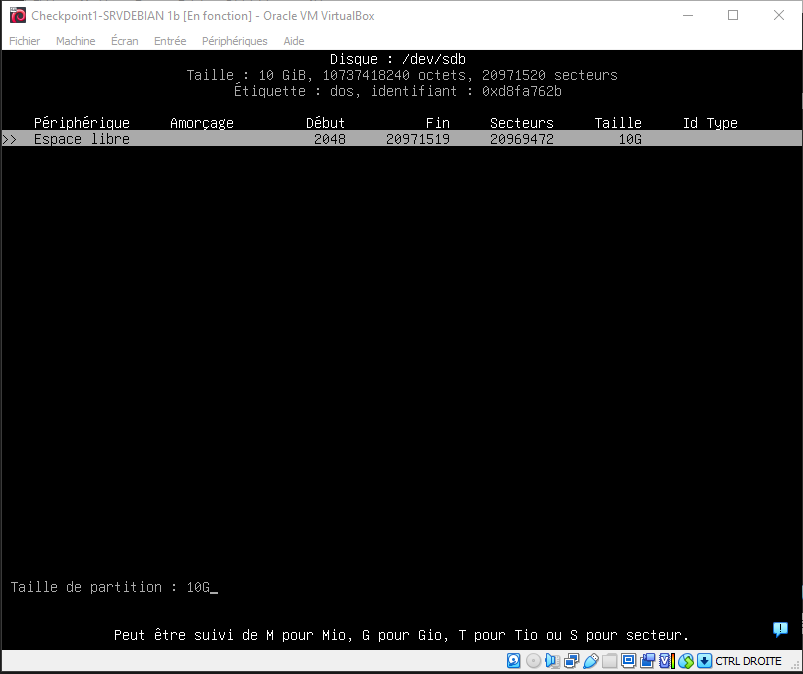 Checkpoint1-SRVDEBIAN 1b [En fonction] - Oracle VM VirtualBox
Fichier Machine Écran Entrée Périphériques Aide
Disque : /dev/sdb
Taille : 10 GiB, 10737418240 octets, 20971520 secteurs
Étiquette : dos, identifiant : 0xd8fa762b
Périphérique Amorçage Début Fin Secteurs Taille Id Type
>> Espace libre 2048 20971519 20969472 10G
Taille de partition : 10G_
Peut être suivi de M pour Mio, G pour Gio, T pour Tio ou S pour secteur.
CTRL DROITE